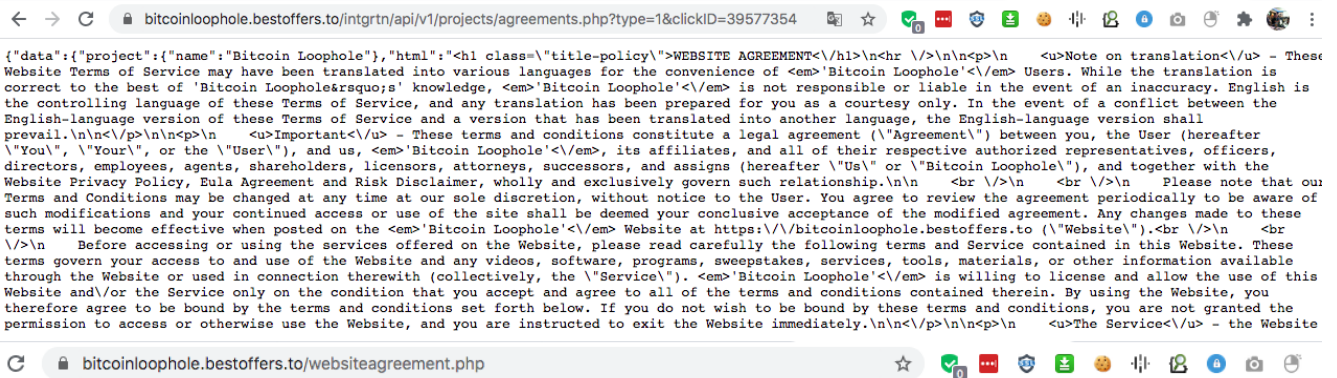 bitcoinloophole.bestoffers.to/intgrtn/api/v1/projects/agreements.php?type=1&clickID=39577354
0
{"data":{"project":{"name":"Bitcoin Loophole"},"html":"<h1 class=\"title-policy\">WEBSITE AGREEMENT<\/h1>\n<hr \/>\n\n<p>\n    <u>Note on translation<\/u> - These
Website Terms of Service may have been translated into various languages for the convenience of <em>'Bitcoin Loophole'<\/em> Users. While the translation is
correct to the best of 'Bitcoin Loophole&rsquo;s' knowledge, <em>'Bitcoin Loophole'<\/em> is not responsible or liable in the event of an inaccuracy. English is
the controlling language of these Terms of Service, and any translation has been prepared for you as a courtesy only. In the event of a conflict between the
English-language version of these Terms of Service and a version that has been translated into another language, the English-language version shall
prevail.\n\n<\/p>\n\n<p>\n    <u>Important<\/u> - These terms and conditions constitute a legal agreement (\"Agreement\") between you, the User (hereafter
\"You\", \"Your\", or the \"User\"), and us, <em>'Bitcoin Loophole'<\/em>, its affiliates, and all of their respective authorized representatives, officers,
directors, employees, agents, shareholders, licensors, attorneys, successors, and assigns (hereafter \"Us\" or \"Bitcoin Loophole\"), and together with the
Website Privacy Policy, Eula Agreement and Risk Disclaimer, wholly and exclusively govern such relationship.\n\n    <br \/>\n    <br \/>\n    Please note that our
Terms and Conditions may be changed at any time at our sole discretion, without notice to the User. You agree to review the agreement periodically to be aware of
such modifications and your continued access or use of the site shall be deemed your conclusive acceptance of the modified agreement. Any changes made to these
terms will become effective when posted on the <em>'Bitcoin Loophole'<\/em> Website at https:\/\/bitcoinloophole.bestoffers.to (\"Website\").<br \/>\n    <br
\/>\n    Before accessing or using the services offered on the Website, please read carefully the following terms and Service contained in this Website. These
terms govern your access to and use of the Website and any videos, software, programs, sweepstakes, services, tools, materials, or other information available
through the Website or used in connection therewith (collectively, the \"Service\"). <em>'Bitcoin Loophole'<\/em> is willing to license and allow the use of this
Website and\/or the Service only on the condition that you accept and agree to all of the terms and conditions contained therein. By using the Website, you
therefore agree to be bound by the terms and conditions set forth below. If you do not wish to be bound by these terms and conditions, you are not granted the
permission to access or otherwise use the Website, and you are instructed to exit the Website immediately.\n\n<\/p>\n\n<p>\n    <u>The Service<\/u> - the Website
bitcoinloophole.bestoffers.to/websiteagreement.php
0